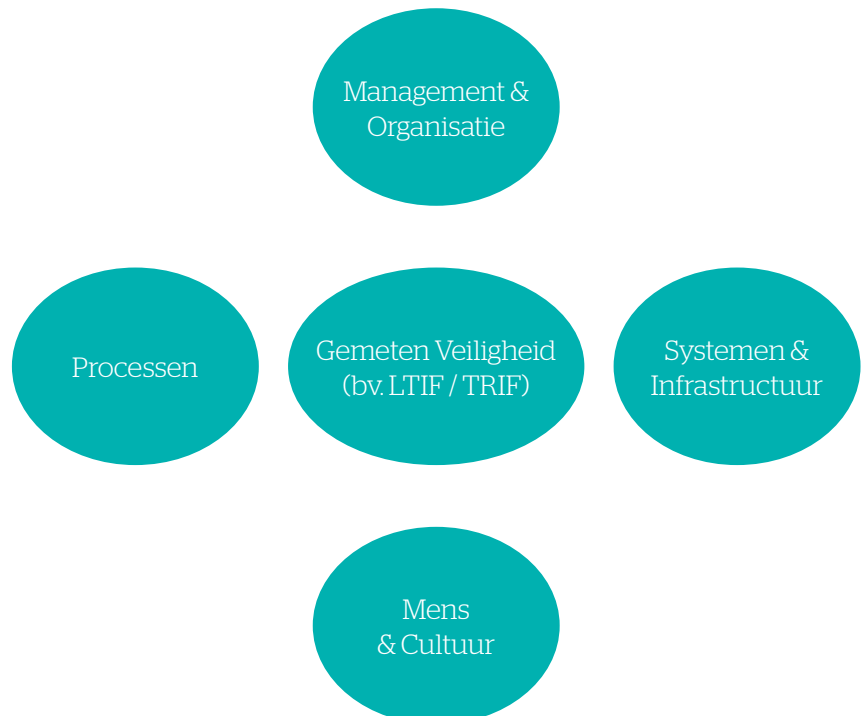 Management &
Organisatie
Processen
Gemeten Veiligheid
(bv. LTIF / TRIF)
Systemen &
Infrastructuur
Mens
& Cultuur